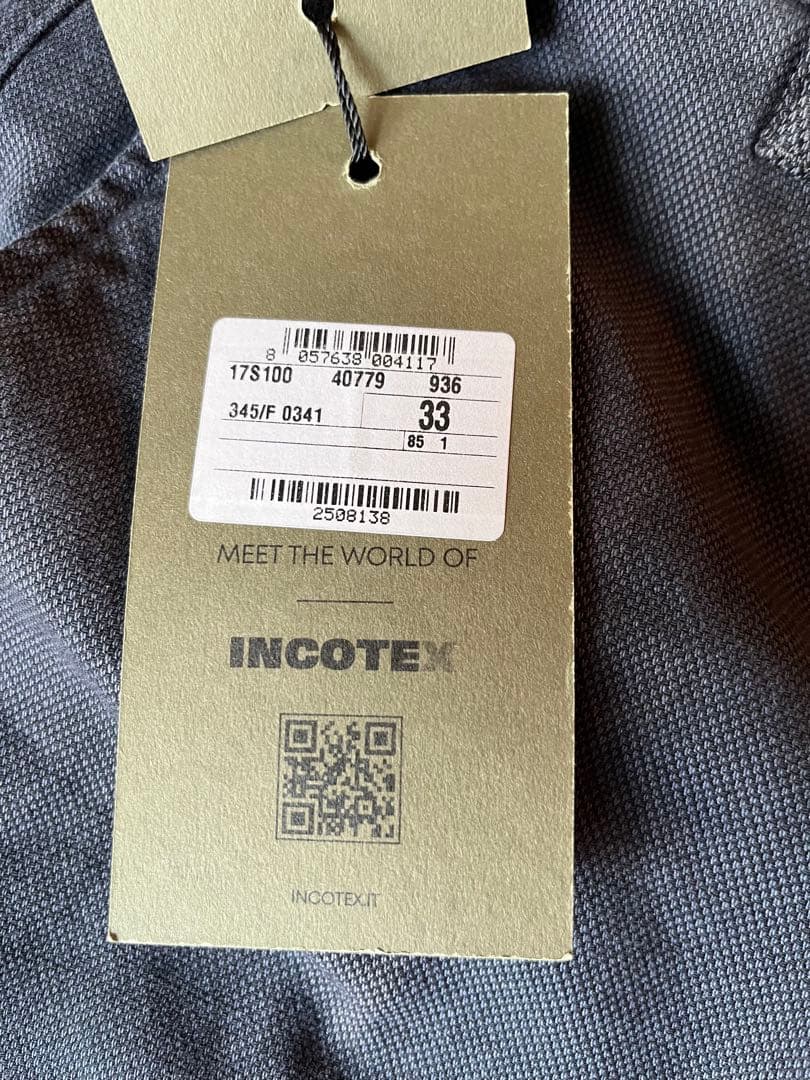 8 057638 004117
17S100 40779 936
345/F 0341 33
85 1
2508138
MEET THE WORLD OF
INCOTEX
INCOTEX.IT